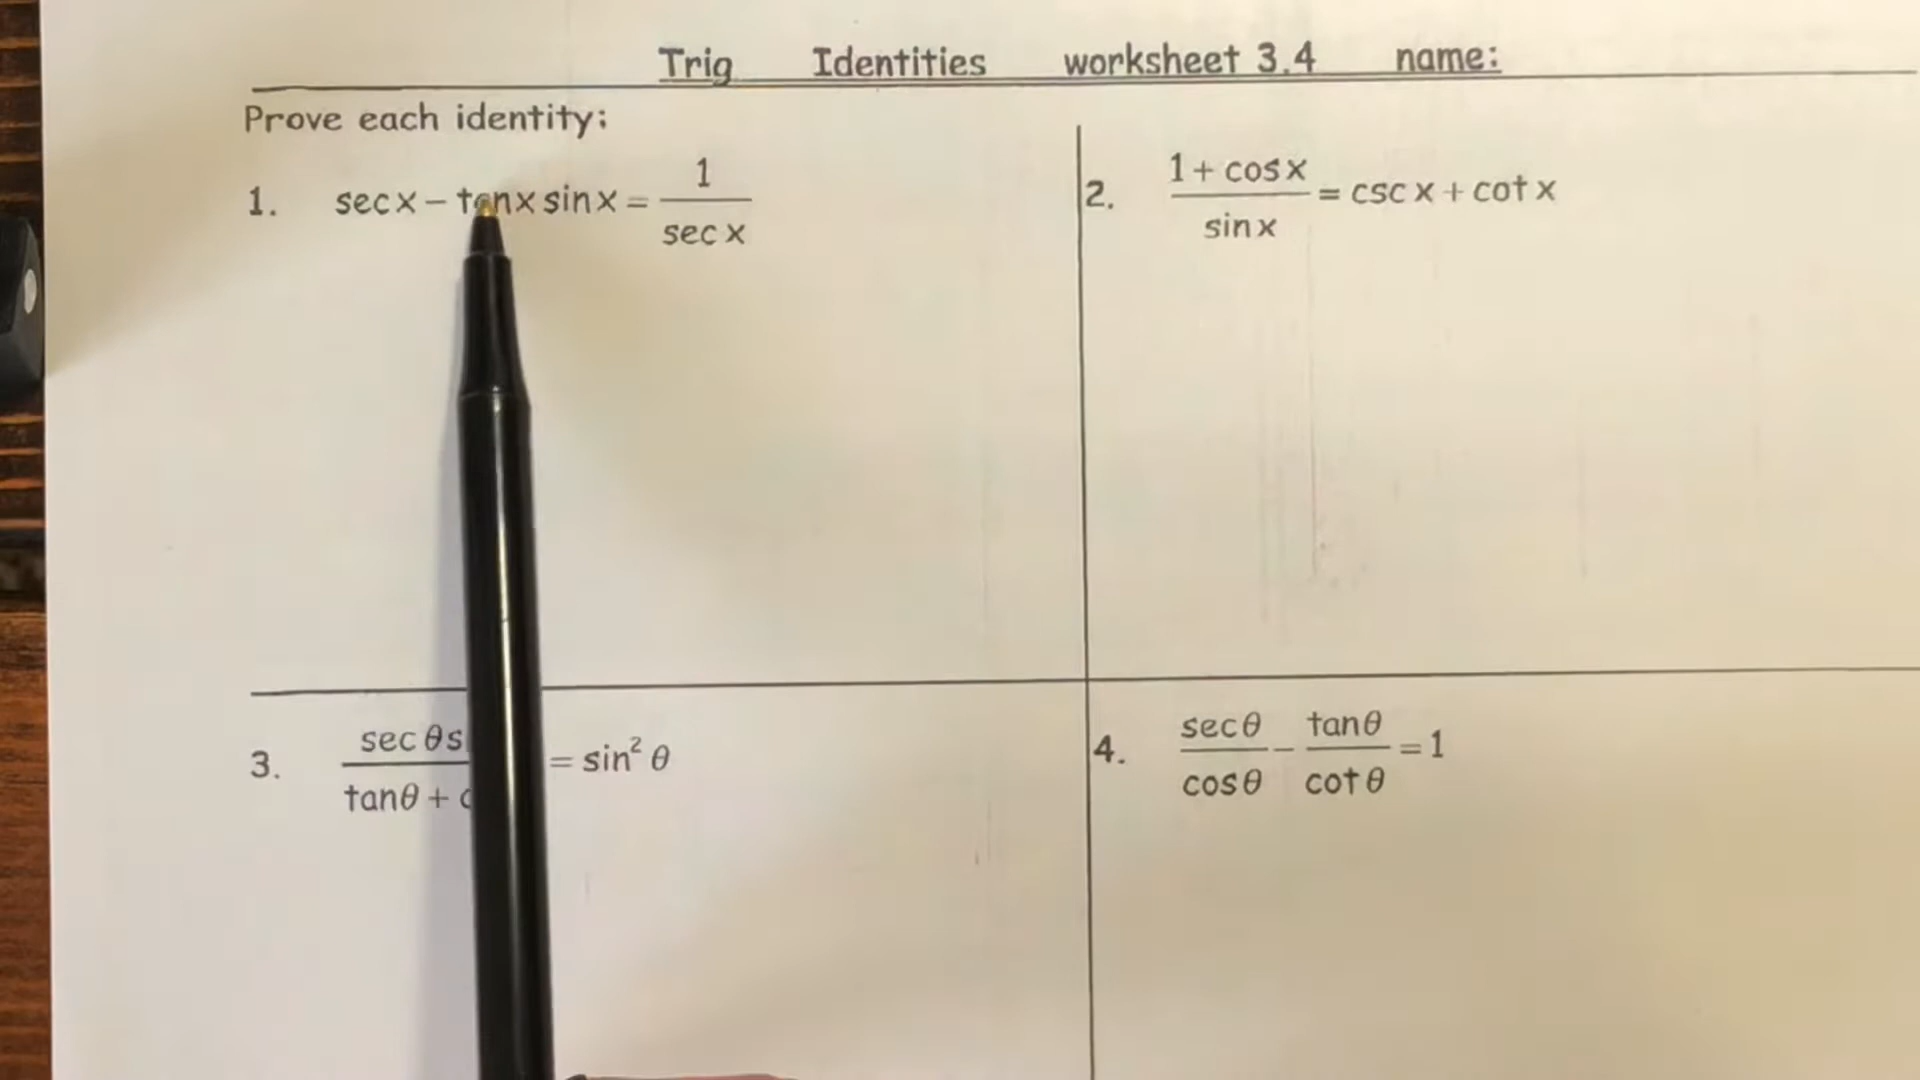 Trig Identities worksheet 3.4 name:
Prove each identity:
1. sec x − tan x sin x = 1 / sec x
2. 1 + cos x / sin x = csc x + cot x
3. sec θ s / tan θ + c = sin² θ
4. sec θ / cos θ − tan θ / cot θ = 1